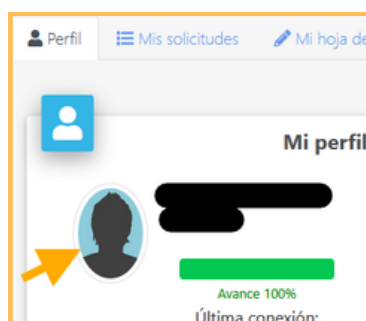 Perfil Mis solicitudes Mi hoja de
Mi perfil
Avance 100%
Última conexión: